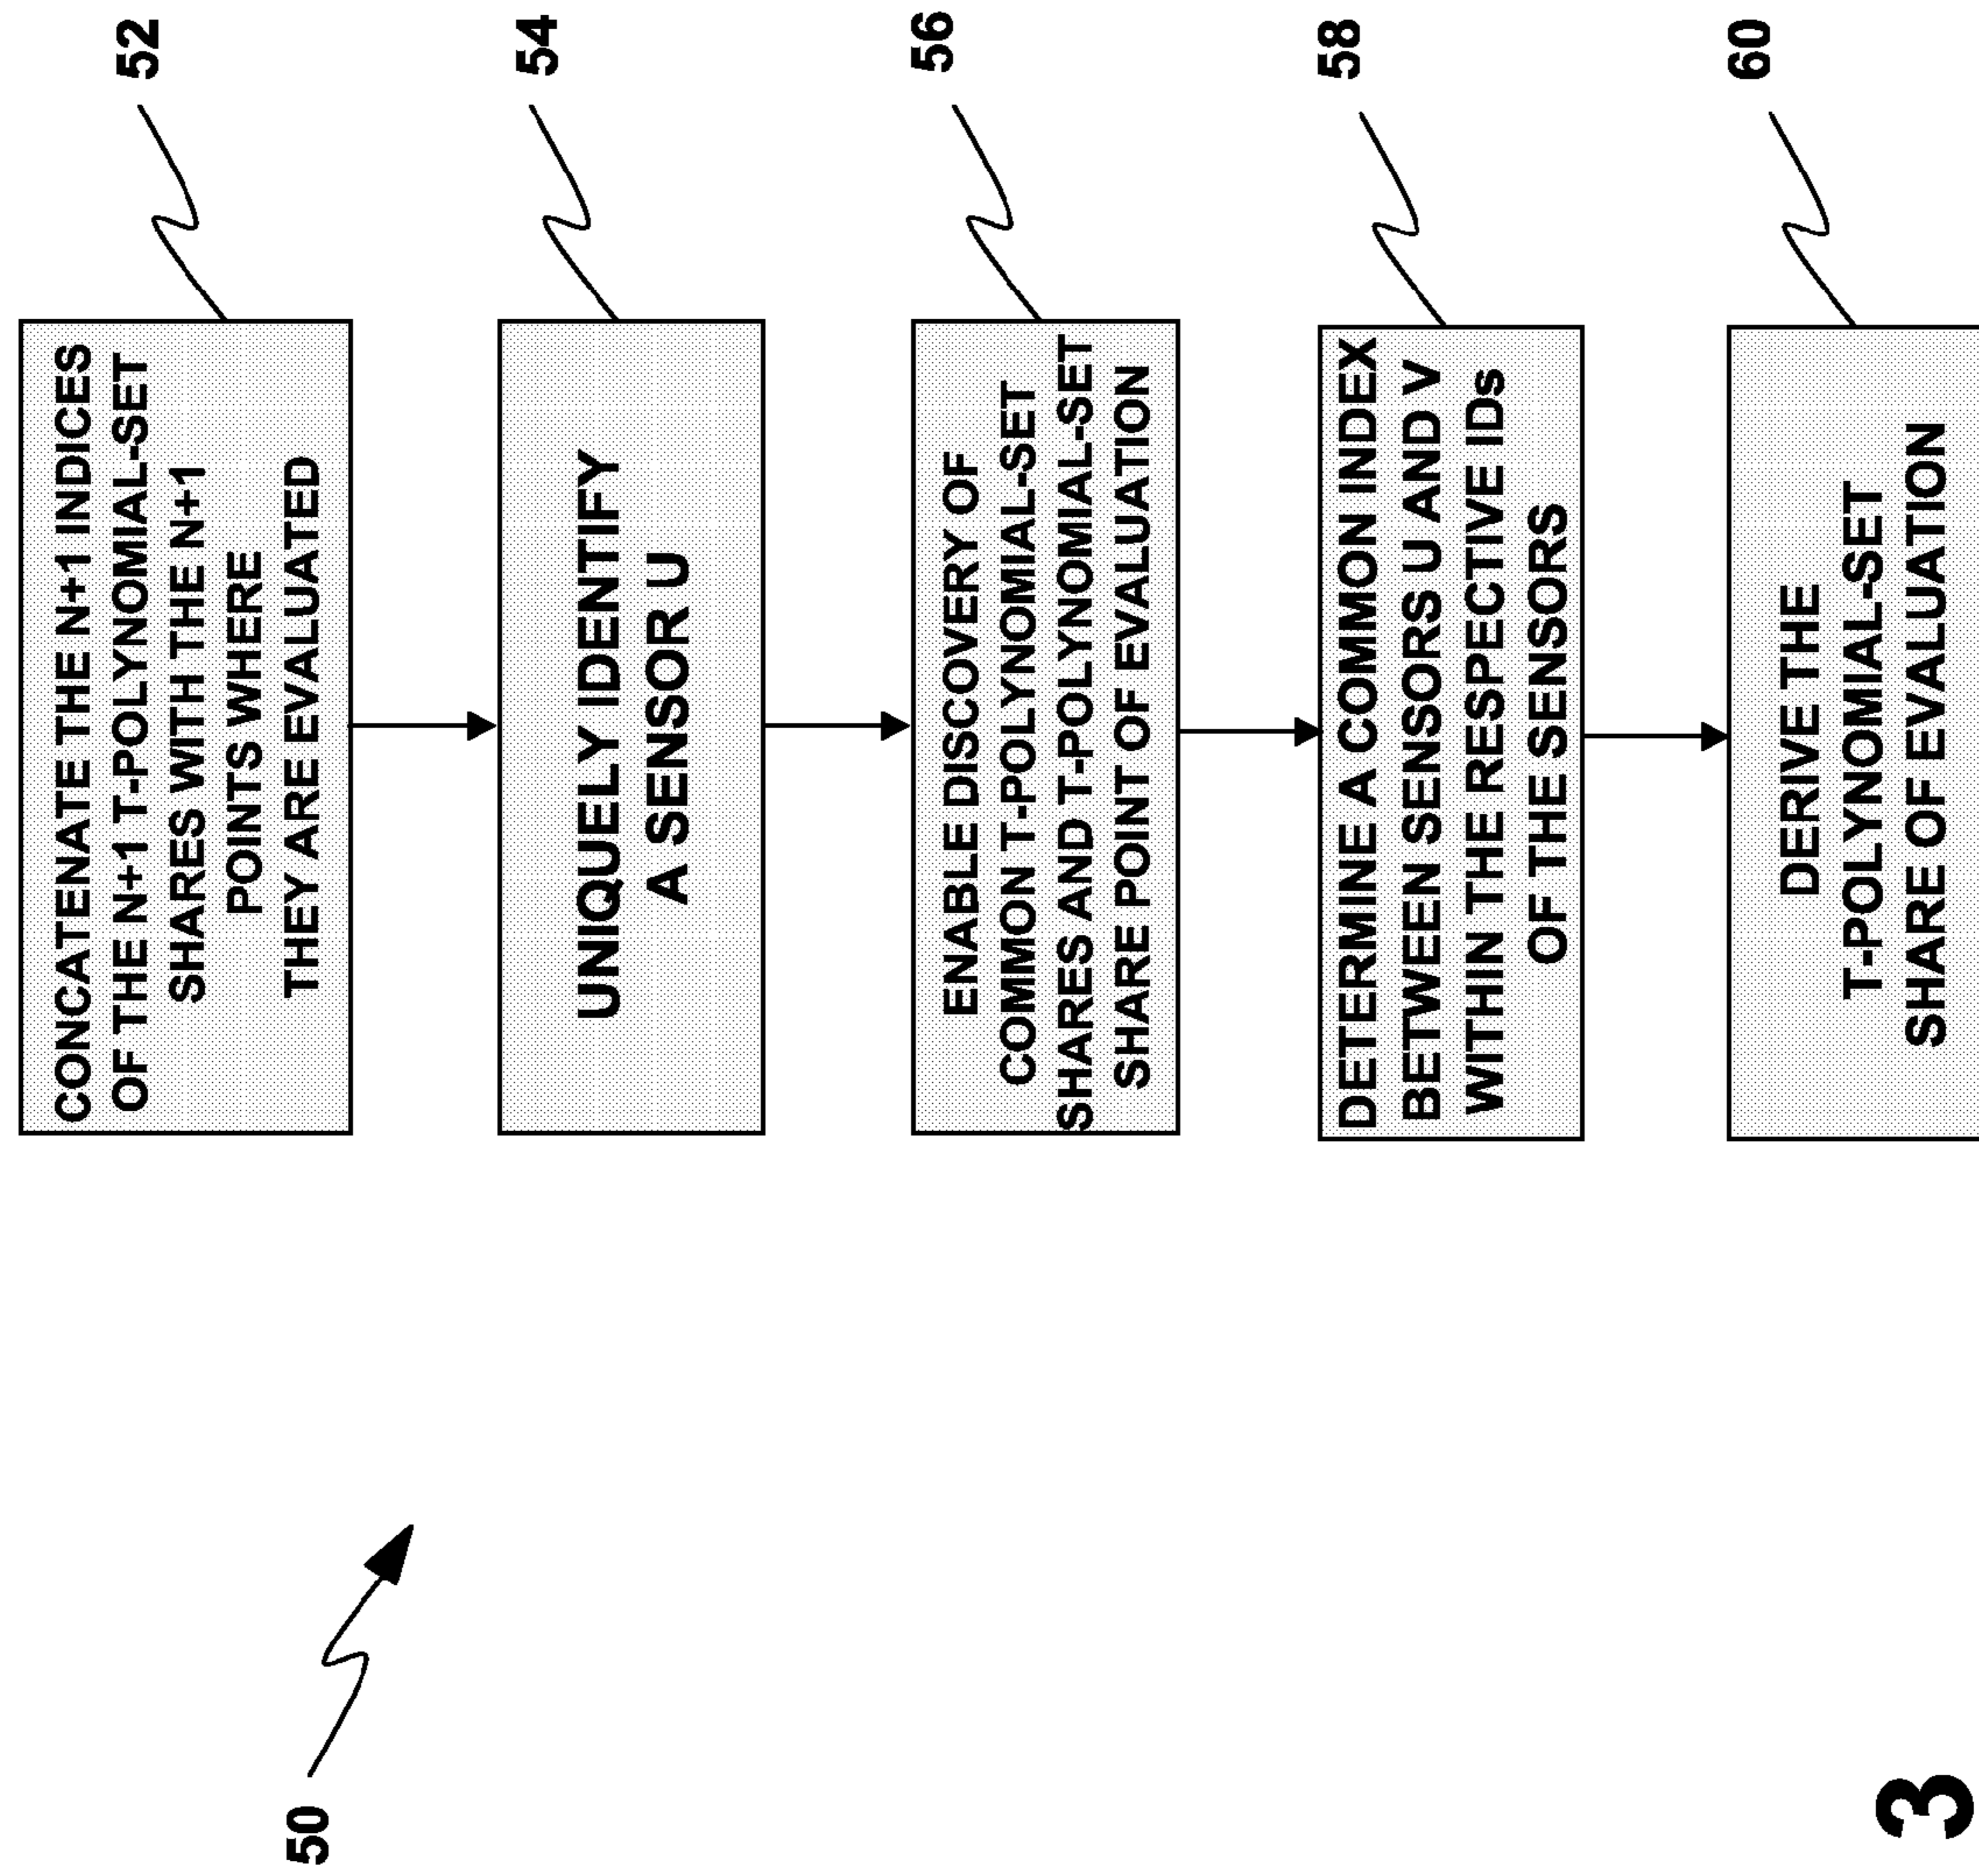 50
CONCATENATE THE N+1 INDICES
OF THE N+1 T-POLYNOMIAL-SET
SHARES WITH THE N+1
POINTS WHERE
THEY ARE EVALUATED
52
UNIQUELY IDENTIFY
A SENSOR U
54
ENABLE DISCOVERY OF
COMMON T-POLYNOMIAL-SET
SHARES AND T-POLYNOMIAL-SET
SHARE POINT OF EVALUATION
56
DETERMINE A COMMON INDEX
BETWEEN SENSORS U AND V
WITHIN THE RESPECTIVE IDs
OF THE SENSORS
58
DERIVE THE
T-POLYNOMIAL-SET
SHARE OF EVALUATION
60
3